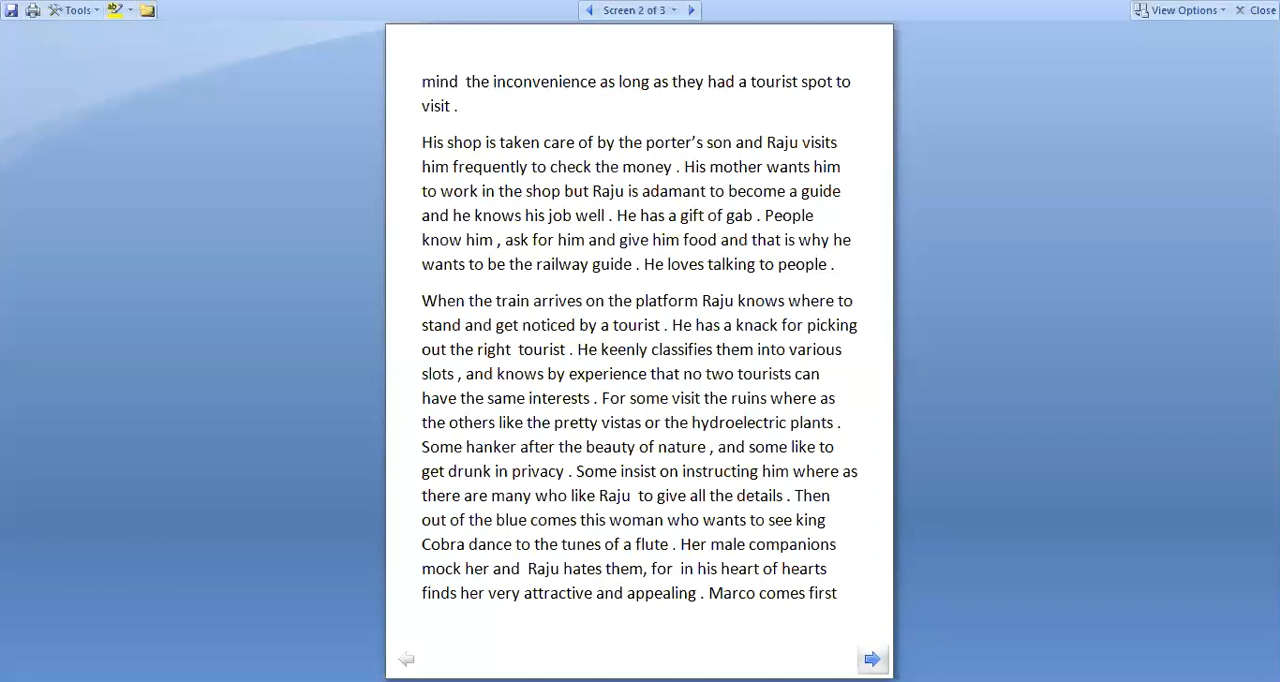 Tools
Screen 2 of 3
View Options
Close
mind  the inconvenience as long as they had a tourist spot to
visit .
His shop is taken care of by the porter’s son and Raju visits
him frequently to check the money . His mother wants him
to work in the shop but Raju is adamant to become a guide
and he knows his job well . He has a gift of gab . People
know him , ask for him and give him food and that is why he
wants to be the railway guide . He loves talking to people .
When the train arrives on the platform Raju knows where to
stand and get noticed by a tourist . He has a knack for picking
out the right  tourist . He keenly classifies them into various
slots , and knows by experience that no two tourists can
have the same interests . For some visit the ruins where as
the others like the pretty vistas or the hydroelectric plants .
Some hanker after the beauty of nature , and some like to
get drunk in privacy . Some insist on instructing him where as
there are many who like Raju  to give all the details . Then
out of the blue comes this woman who wants to see king
Cobra dance to the tunes of a flute . Her male companions
mock her and  Raju hates them, for  in his heart of hearts
finds her very attractive and appealing . Marco comes first